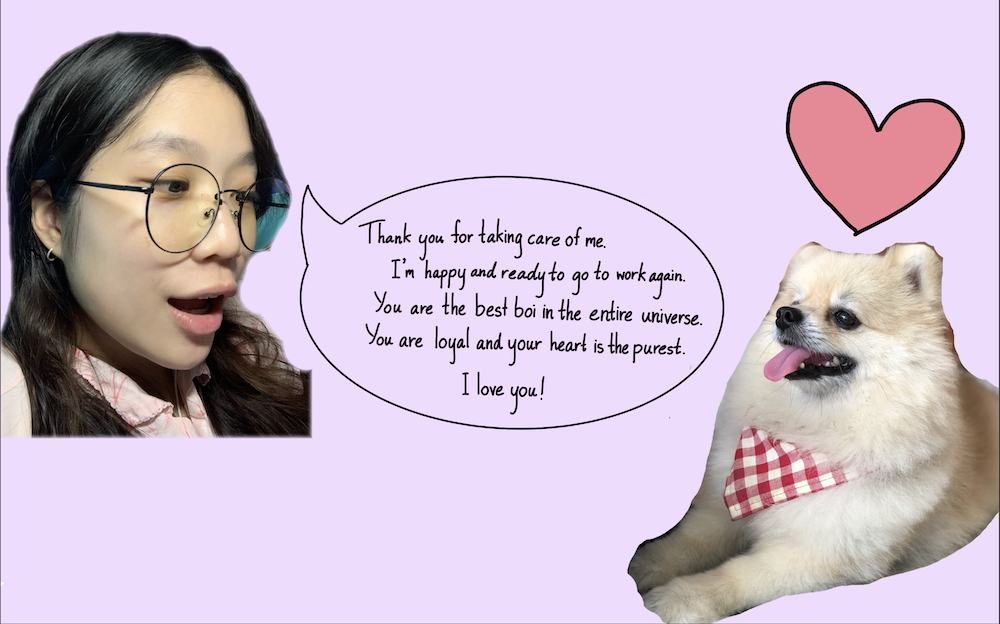 Thank you for taking care of me.
I'm happy and ready to go to work again.
You are the best boi in the entire universe.
You are loyal and your heart is the purest.
I love you!